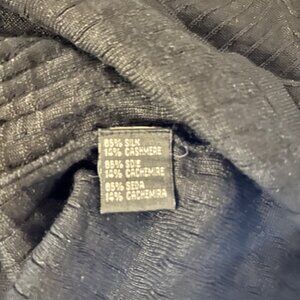 85% SILK
15% CASHMERE
85% SOIE
15% CACHEMIRE
85% SEDA
15% CACHEMIRA